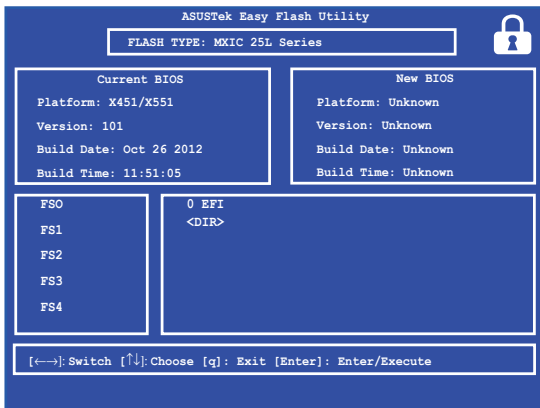 ASUSTek Easy Flash Utility
FLASH TYPE: MXIC 25L Series
Current BIOS
Platform: X451/X551
Version: 101
Build Date: Oct 26 2012
Build Time: 11:51:05
New BIOS
Platform: Unknown
Version: Unknown
Build Date: Unknown
Build Time: Unknown
FSO
FS1
FS2
FS3
FS4
0 EFI
<DIR>
[←→]: Switch [↑↓]: Choose [q]: Exit [Enter]: Enter/Execute